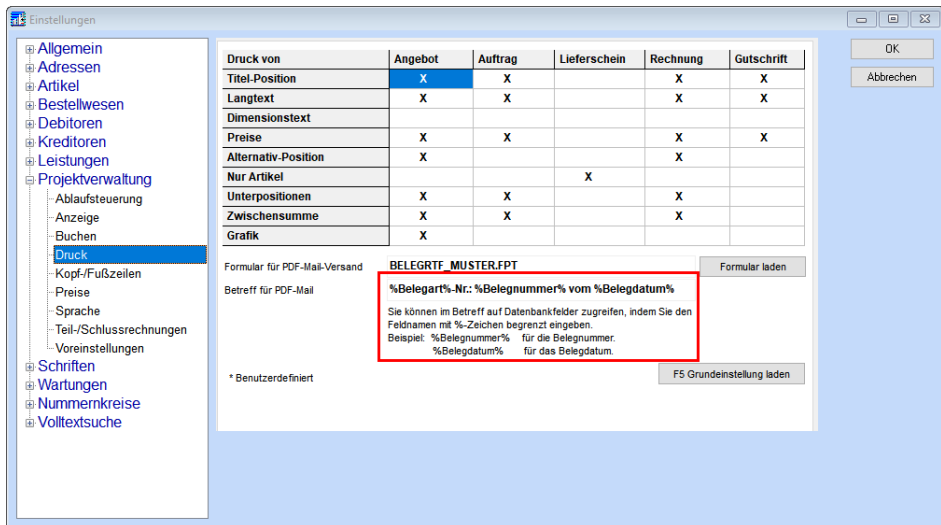 Einstellungen
Allgemein
Adressen
Artikel
Bestellwesen
Debitoren
Kreditoren
Leistungen
Projektverwaltung
Ablaufsteuerung
Anzeige
Buchen
Druck
Kopf-/Fußzeilen
Preise
Sprache
Teil-/Schlussrechnungen
Voreinstellungen
Schriften
Wartungen
Nummernkreise
Volltextsuche
Druck von Angebot Auftrag Lieferschein Rechnung Gutschrift
Titel-Position X X X X
Langtext X X X X
Dimensionstext
Preise X X X X
Alternativ-Position X X
Nur Artikel X
Unterpositionen X X X
Zwischensumme X X X
Grafik X
Formular für PDF-Mail-Versand BELEGRTF_MUSTER.FPT Formular laden
Betreff für PDF-Mail %Belegart%-Nr.: %Belegnummer% vom %Belegdatum%
Sie können im Betreff auf Datenbankfelder zugreifen, indem Sie den
Feldnamen mit %-Zeichen begrenzt eingeben.
Beispiel: %Belegnummer% für die Belegnummer.
%Belegdatum% für das Belegdatum.
* Benutzerdefiniert F5 Grundeinstellung laden
OK
Abbrechen